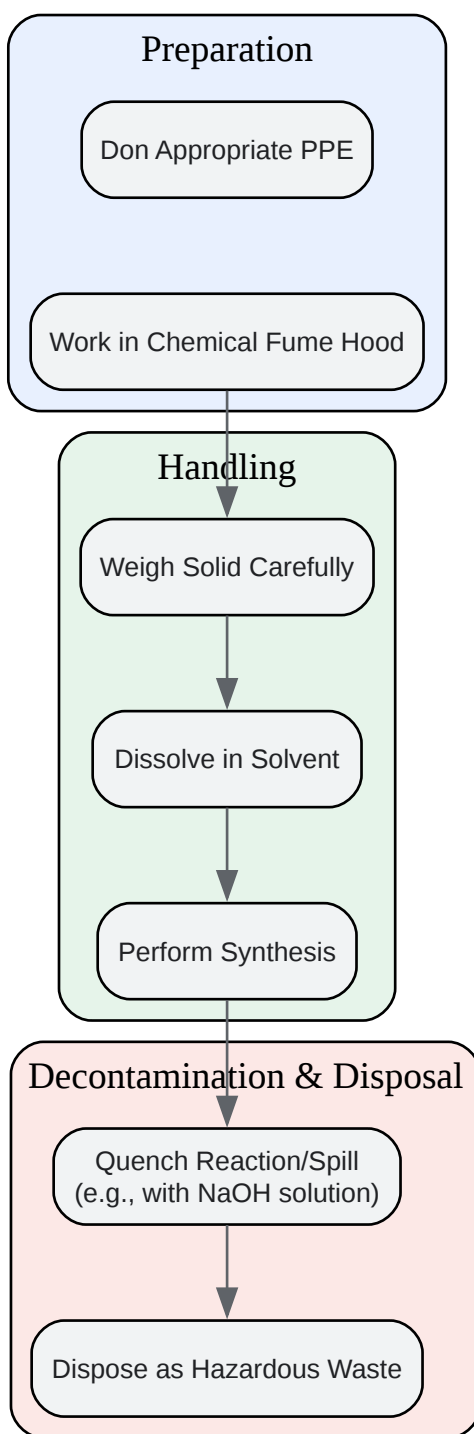 Preparation
Don Appropriate PPE
Work in Chemical Fume Hood
Handling
Weigh Solid Carefully
Dissolve in Solvent
Perform Synthesis
Decontamination & Disposal
Quench Reaction/Spill
(e.g., with NaOH solution)
Dispose as Hazardous Waste